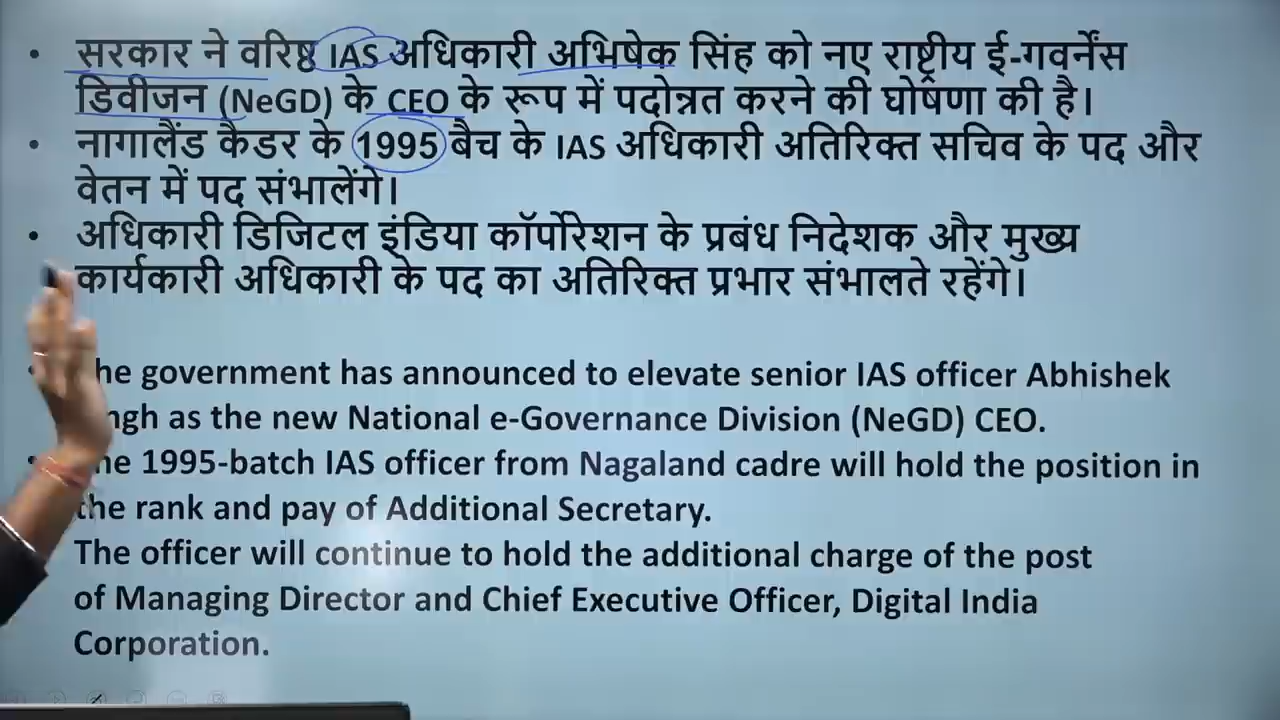 सरकार ने वरिष्ठ IAS अधिकारी अभिषेक सिंह को नए राष्ट्रीय ई-गवर्नेंस
डिवीजन (NeGD) के CEO के रूप में पदोन्नत करने की घोषणा की है।
नागालैंड कैडर के 1995 बैच के IAS अधिकारी अतिरिक्त सचिव के पद और
वेतन में पद संभालेंगे।
अधिकारी डिजिटल इंडिया कॉर्पोरेशन के प्रबंध निदेशक और मुख्य
कार्यकारी अधिकारी के पद का अतिरिक्त प्रभार संभालते रहेंगे।
he government has announced to elevate senior IAS officer Abhishek
ngh as the new National e-Governance Division (NeGD) CEO.
he 1995-batch IAS officer from Nagaland cadre will hold the position in
the rank and pay of Additional Secretary.
The officer will continue to hold the additional charge of the post
of Managing Director and Chief Executive Officer, Digital India
Corporation.